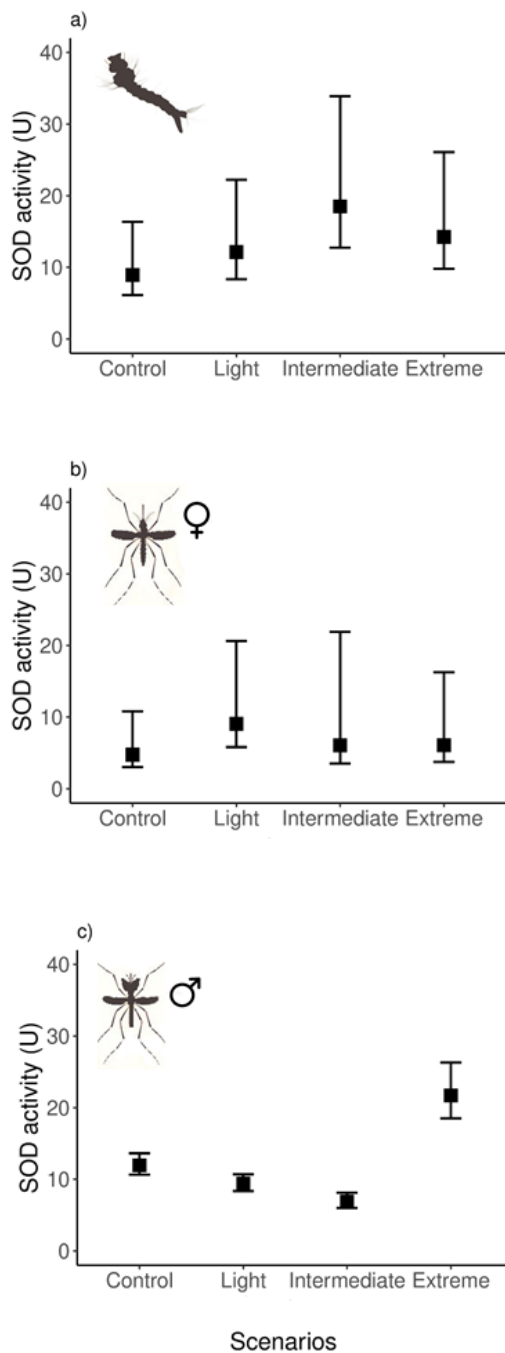 a)
SOD activity (U)
40
30
20
10
0
Control Light Intermediate Extreme
b)
♀
SOD activity (U)
40
30
20
10
0
Control Light Intermediate Extreme
c)
♂
SOD activity (U)
40
30
20
10
0
Control Light Intermediate Extreme
Scenarios